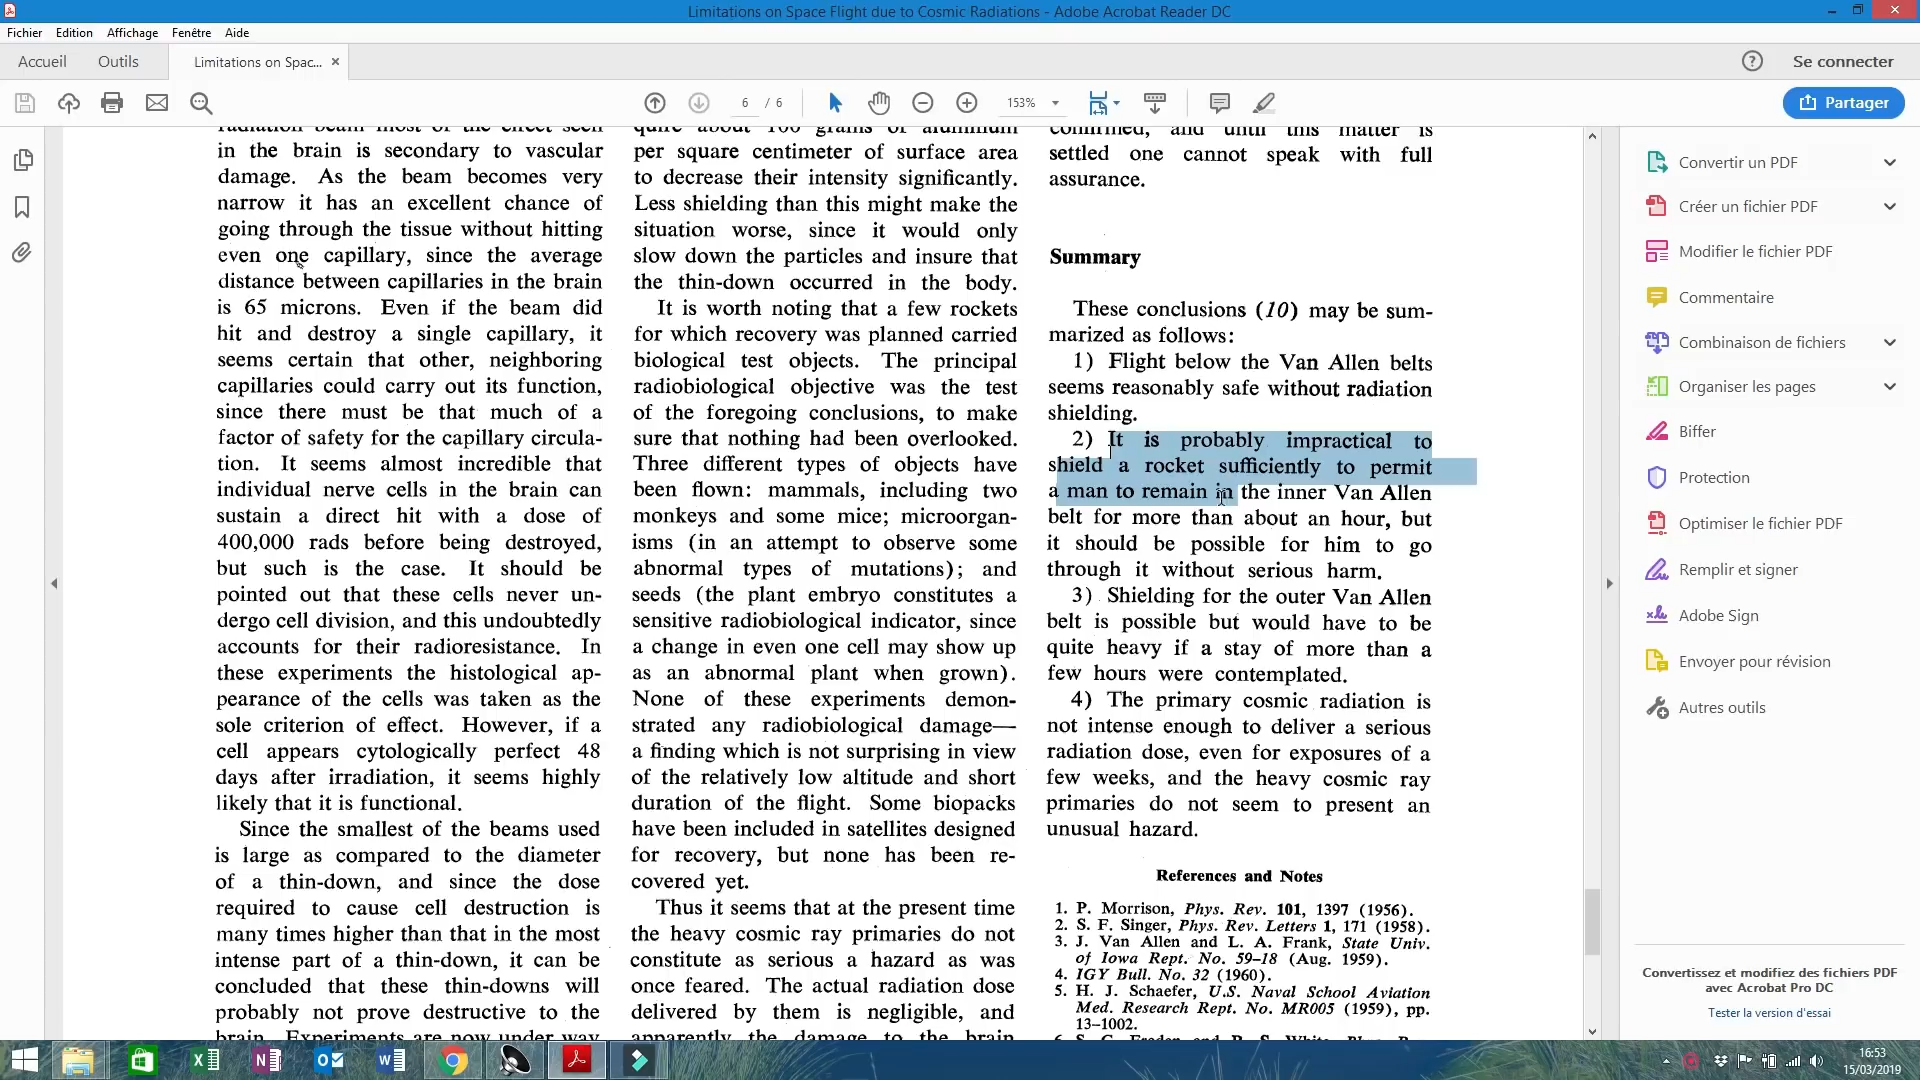 Limitations on Space Flight due to Cosmic Radiations - Adobe Acrobat Reader DC
Fichier Edition Affichage Fenêtre Aide
Accueil Outils Limitations on Spac... × Se connecter
6 / 6 153% Partager
radiation beam most of the effect seen
in the brain is secondary to vascular
damage. As the beam becomes very
narrow it has an excellent chance of
going through the tissue without hitting
even one capillary, since the average
distance between capillaries in the brain
is 65 microns. Even if the beam did
hit and destroy a single capillary, it
seems certain that other, neighboring
capillaries could carry out its function,
since there must be that much of a
factor of safety for the capillary circula-
tion. It seems almost incredible that
individual nerve cells in the brain can
sustain a direct hit with a dose of
400,000 rads before being destroyed,
but such is the case. It should be
pointed out that these cells never un-
dergo cell division, and this undoubtedly
accounts for their radioresistance. In
these experiments the histological ap-
pearance of the cells was taken as the
sole criterion of effect. However, if a
cell appears cytologically perfect 48
days after irradiation, it seems highly
likely that it is functional.
Since the smallest of the beams used
is large as compared to the diameter
of a thin-down, and since the dose
required to cause cell destruction is
many times higher than that in the most
intense part of a thin-down, it can be
concluded that these thin-downs will
probably not prove destructive to the
brain. Experiments are now under way
quire about 100 grams of aluminum
per square centimeter of surface area
to decrease their intensity significantly.
Less shielding than this might make the
situation worse, since it would only
slow down the particles and insure that
the thin-down occurred in the body.
It is worth noting that a few rockets
for which recovery was planned carried
biological test objects. The principal
radiobiological objective was the test
of the foregoing conclusions, to make
sure that nothing had been overlooked.
Three different types of objects have
been flown: mammals, including two
monkeys and some mice; microorgan-
isms (in an attempt to observe some
abnormal types of mutations); and
seeds (the plant embryo constitutes a
sensitive radiobiological indicator, since
a change in even one cell may show up
as an abnormal plant when grown).
None of these experiments demon-
strated any radiobiological damage—
a finding which is not surprising in view
of the relatively low altitude and short
duration of the flight. Some biopacks
have been included in satellites designed
for recovery, but none has been re-
covered yet.
Thus it seems that at the present time
the heavy cosmic ray primaries do not
constitute as serious a hazard as was
once feared. The actual radiation dose
delivered by them is negligible, and
apparently the damage to the brain
confirmed, and until this matter is
settled one cannot speak with full
assurance.
Summary
These conclusions (10) may be sum-
marized as follows:
1) Flight below the Van Allen belts
seems reasonably safe without radiation
shielding.
2) It is probably impractical to
shield a rocket sufficiently to permit
a man to remain in the inner Van Allen
belt for more than about an hour, but
it should be possible for him to go
through it without serious harm.
3) Shielding for the outer Van Allen
belt is possible but would have to be
quite heavy if a stay of more than a
few hours were contemplated.
4) The primary cosmic radiation is
not intense enough to deliver a serious
radiation dose, even for exposures of a
few weeks, and the heavy cosmic ray
primaries do not seem to present an
unusual hazard.
References and Notes
1. P. Morrison, Phys. Rev. 101, 1397 (1956).
2. S. F. Singer, Phys. Rev. Letters 1, 171 (1958).
3. J. Van Allen and L. A. Frank, State Univ.
of Iowa Rept. No. 59-18 (Aug. 1959).
4. IGY Bull. No. 32 (1960).
5. H. J. Schaefer, U.S. Naval School Aviation
Med. Research Rept. No. MR005 (1959), pp.
13-1002.
Convertir un PDF
Créer un fichier PDF
Modifier le fichier PDF
Commentaire
Combinaison de fichiers
Organiser les pages
Biffer
Protection
Optimiser le fichier PDF
Remplir et signer
Adobe Sign
Envoyer pour révision
Autres outils
Convertissez et modifiez des fichiers PDF
avec Acrobat Pro DC
Tester la version d'essai
16:53
15/03/2019